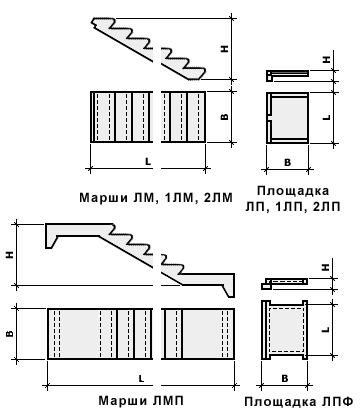 H
B
L
Марши ЛМ, 1ЛМ, 2ЛМ
H
L
B
Площадка
ЛП, 1ЛП, 2ЛП
H
B
L
Марши ЛМП
H
L
B
Площадка ЛПФ